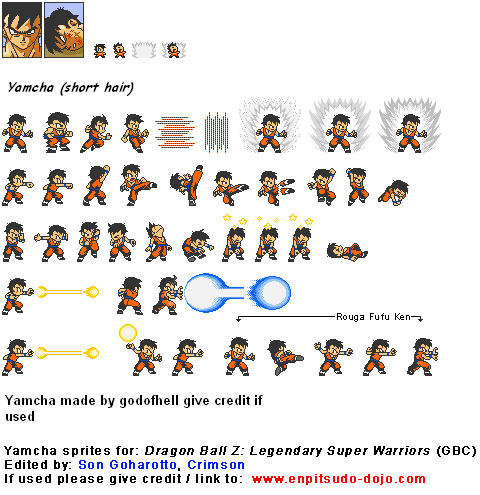 Yamcha (short hair)
Rouga Fufu Ken
Yamcha made by godofhell give credit if
used
Yamcha sprites for: Dragon Ball Z: Legendary Super Warriors (GBC)
Edited by: Son Goharotto, Crimson
If used please give credit / link to: www.enpitsudo-dojo.com